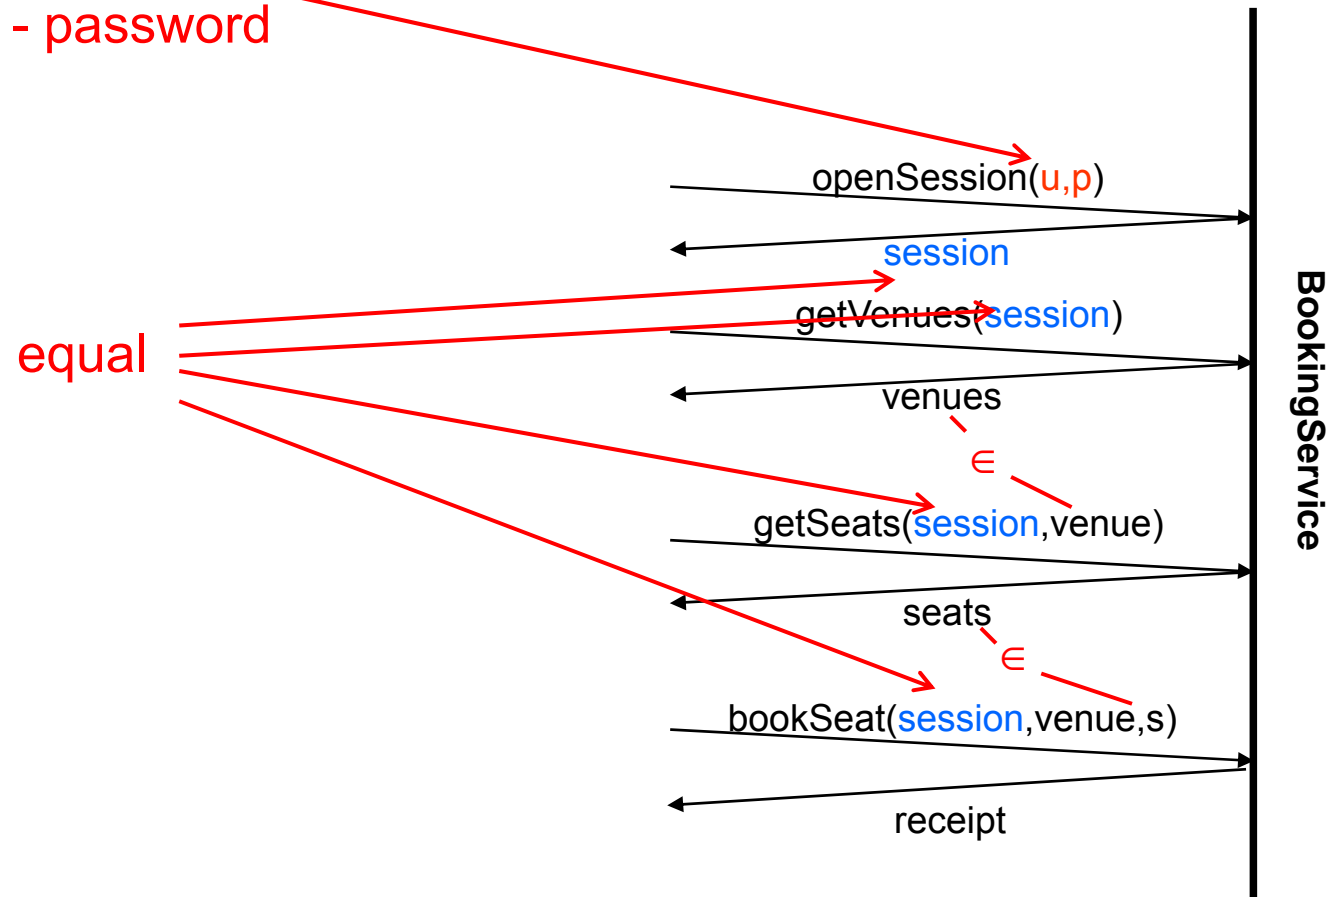 - password
openSession(u,p)
session
getVenues(session)
equal
venues
∈
getSeats(session,venue)
seats
∈
bookSeat(session,venue,s)
receipt
BookingService